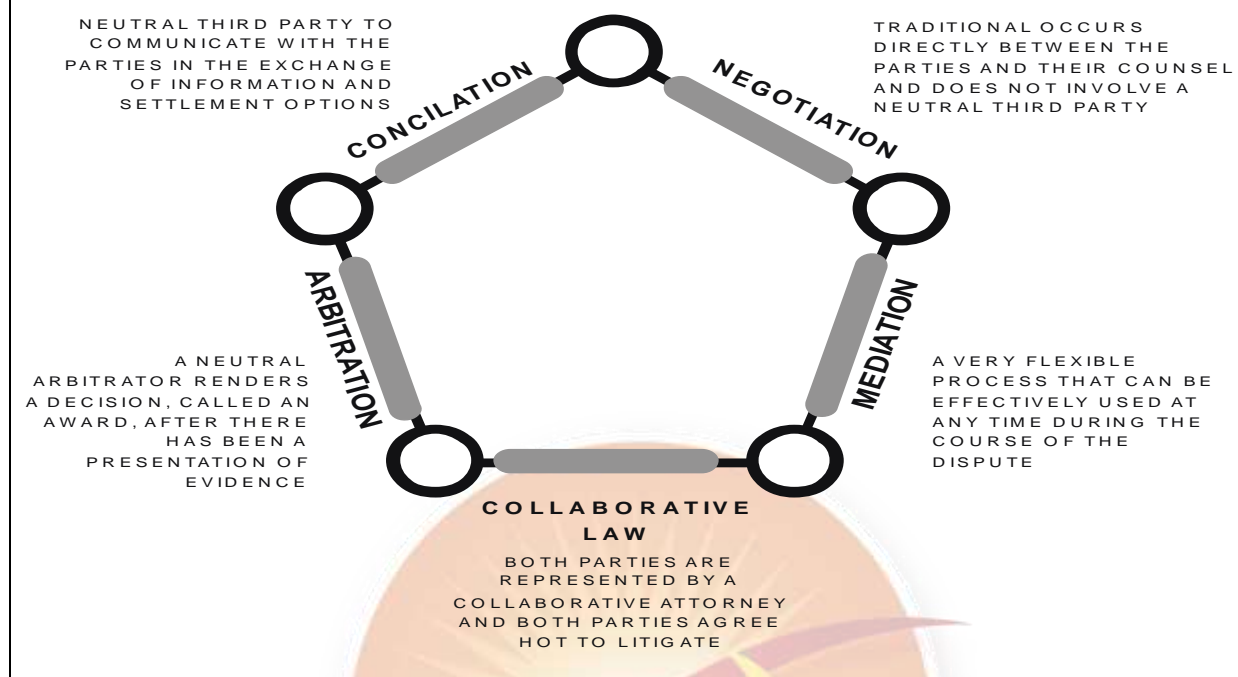 NEUTRAL THIRD PARTY TO
COMMUNICATE WITH THE
PARTIES IN THE EXCHANGE
OF INFORMATION AND
SETTLEMENT OPTIONS
CONCILATION
NEGOTIATION
TRADITIONAL OCCURS
DIRECTLY BETWEEN THE
PARTIES AND THEIR COUNSEL
AND DOES NOT INVOLVE A
NEUTRAL THIRD PARTY
ARBITRATION
A NEUTRAL
ARBITRATOR RENDERS
A DECISION, CALLED AN
AWARD, AFTER THERE
HAS BEEN A
PRESENTATION OF
EVIDENCE
MEDIATION
A VERY FLEXIBLE
PROCESS THAT CAN BE
EFFECTIVELY USED AT
ANY TIME DURING THE
COURSE OF THE
DISPUTE
COLLABORATIVE
LAW
BOTH PARTIES ARE
REPRESENTED BY A
COLLABORATIVE ATTORNEY
AND BOTH PARTIES AGREE
HOT TO LITIGATE